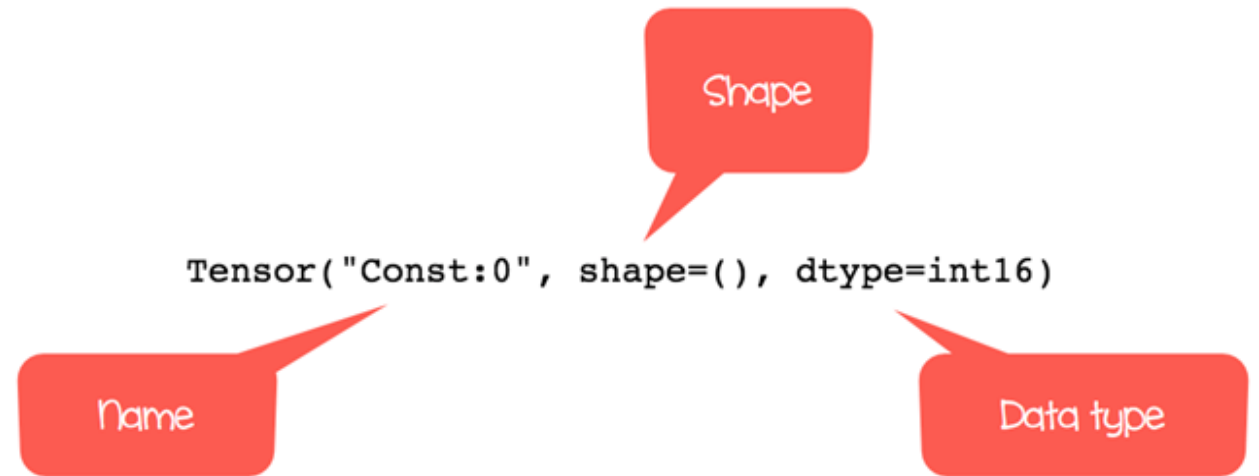 Shape
Tensor("Const:0", shape=(), dtype=int16)
Name
Data type